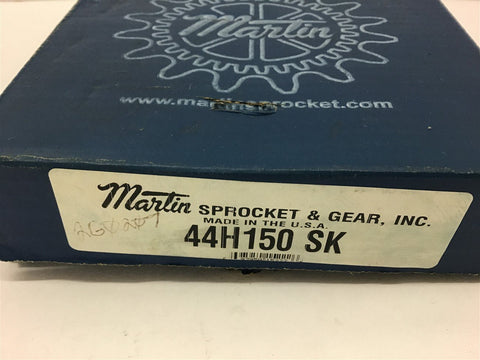 Martin
www.martinsprocket.com
Martin SPROCKET & GEAR, INC.
MADE IN THE U.S.A.
44H150 SK